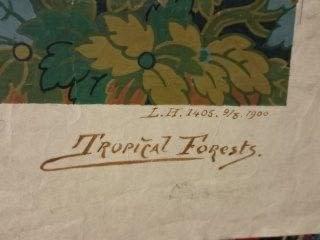 L.H. 1405. 9/8. 1900
Tropical Forests.